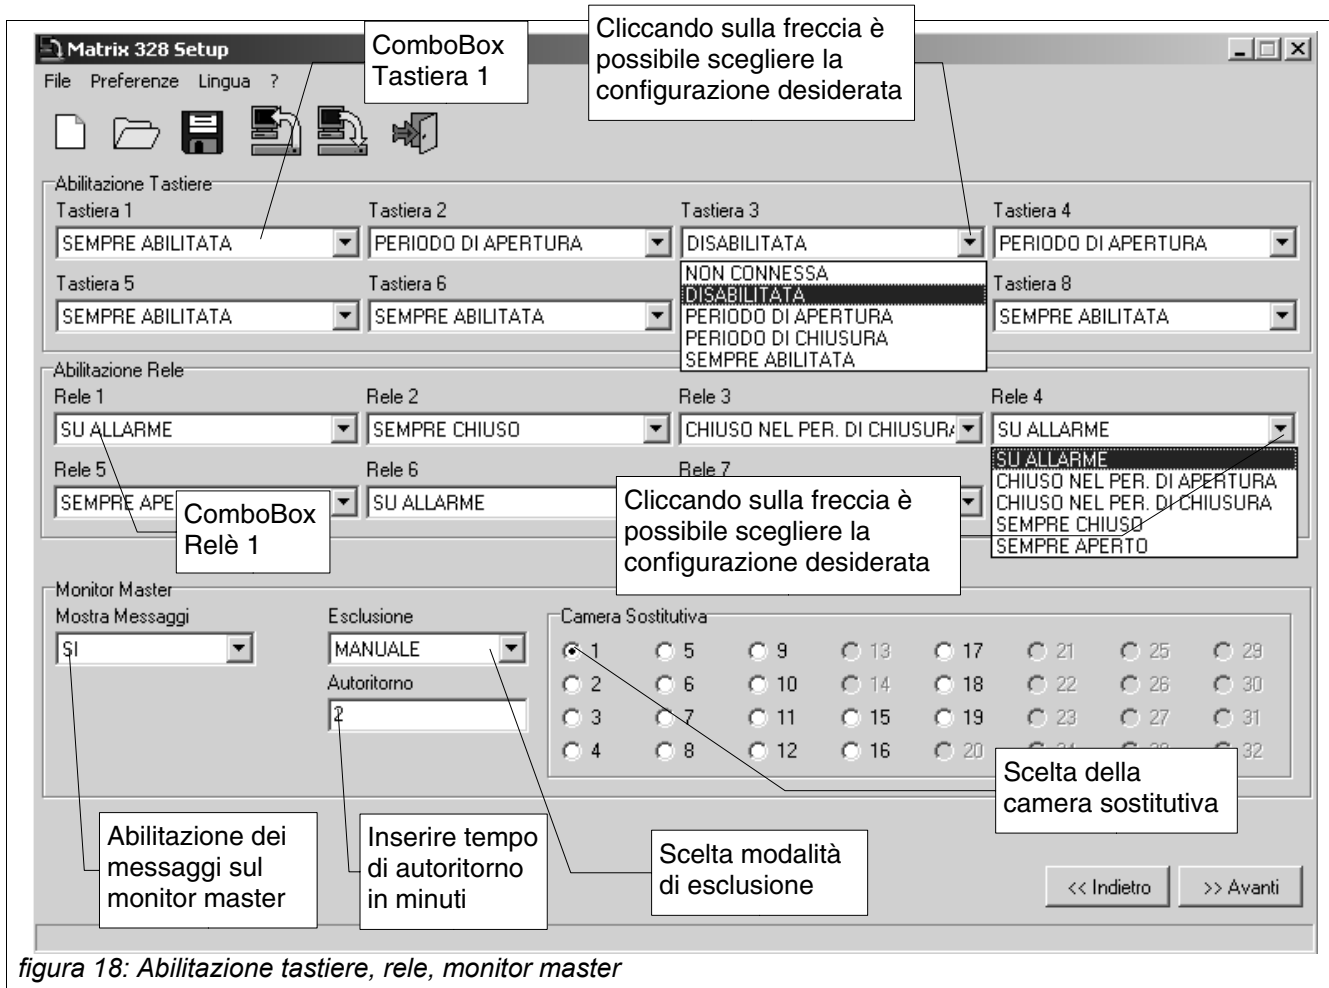 Matrix 328 Setup
File Preferenze Lingua ?
ComboBox
Tastiera 1
Cliccando sulla freccia è
possibile scegliere la
configurazione desiderata
Abilitazione Tastiere
Tastiera 1 Tastiera 2 Tastiera 3 Tastiera 4
SEMPRE ABILITATA PERIODO DI APERTURA DISABILITATA PERIODO DI APERTURA
NON CONNESSA
DISABILITATA
PERIODO DI APERTURA
PERIODO DI CHIUSURA
SEMPRE ABILITATA
Tastiera 5 Tastiera 6 Tastiera 8
SEMPRE ABILITATA SEMPRE ABILITATA SEMPRE ABILITATA
Abilitazione Rele
Rele 1 Rele 2 Rele 3 Rele 4
SU ALLARME SEMPRE CHIUSO CHIUSO NEL PER. DI CHIUSURA SU ALLARME
SU ALLARME
CHIUSO NEL PER. DI APERTURA
CHIUSO NEL PER. DI CHIUSURA
SEMPRE CHIUSO
SEMPRE APERTO
Rele 5 Rele 6 Rele 7
SEMPRE APE SU ALLARME
ComboBox
Relè 1
Cliccando sulla freccia è
possibile scegliere la
configurazione desiderata
Monitor Master
Mostra Messaggi Esclusione Camera Sostitutiva
SI MANUALE
Autoritorno
2
1 5 9 13 17 21 25 29
2 6 10 14 18 22 26 30
3 7 11 15 19 23 27 31
4 8 12 16 20 32
Scelta della
camera sostitutiva
Abilitazione dei
messaggi sul
monitor master
Inserire tempo
di autoritorno
in minuti
Scelta modalità
di esclusione
<< Indietro >> Avanti
figura 18: Abilitazione tastiere, rele, monitor master